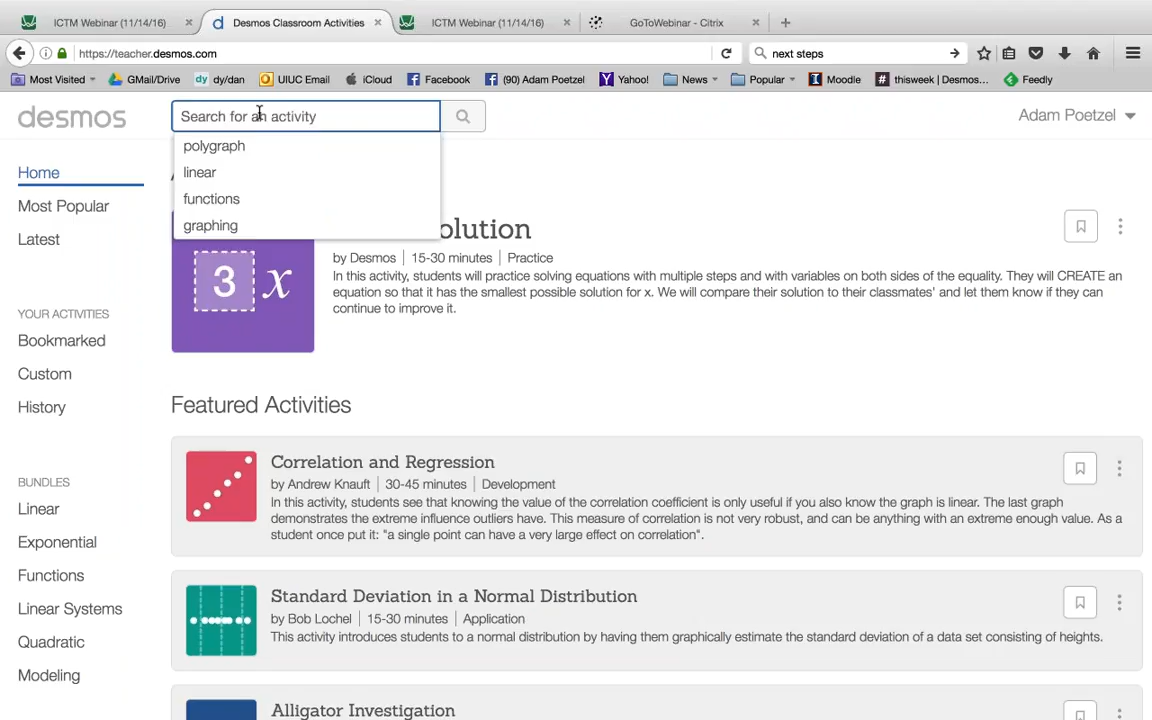 ICTM Webinar (11/14/16)
Desmos Classroom Activities
ICTM Webinar (11/14/16)
GoToWebinar - Citrix
https://teacher.desmos.com
next steps
Most Visited
GMail/Drive
dy dy/dan
UIUC Email
iCloud
Facebook
(90) Adam Poetzel
Yahoo!
News
Popular
Moodle
thisweek | Desmos...
Feedly
desmos
Search for an activity
Adam Poetzel
polygraph
linear
functions
graphing
Home
Most Popular
Latest
YOUR ACTIVITIES
Bookmarked
Custom
History
BUNDLES
Linear
Exponential
Functions
Linear Systems
Quadratic
Modeling
3 x
olution
by Desmos | 15-30 minutes | Practice
In this activity, students will practice solving equations with multiple steps and with variables on both sides of the equality. They will CREATE an
equation so that it has the smallest possible solution for x. We will compare their solution to their classmates' and let them know if they can
continue to improve it.
Featured Activities
Correlation and Regression
by Andrew Knauft | 30-45 minutes | Development
In this activity, students see that knowing the value of the correlation coefficient is only useful if you also know the graph is linear. The last graph
demonstrates the extreme influence outliers have. This measure of correlation is not very robust, and can be anything with an extreme enough value. As a
student once put it: "a single point can have a very large effect on correlation".
Standard Deviation in a Normal Distribution
by Bob Lochel | 15-30 minutes | Application
This activity introduces students to a normal distribution by having them graphically estimate the standard deviation of a data set consisting of heights.
Alligator Investigation